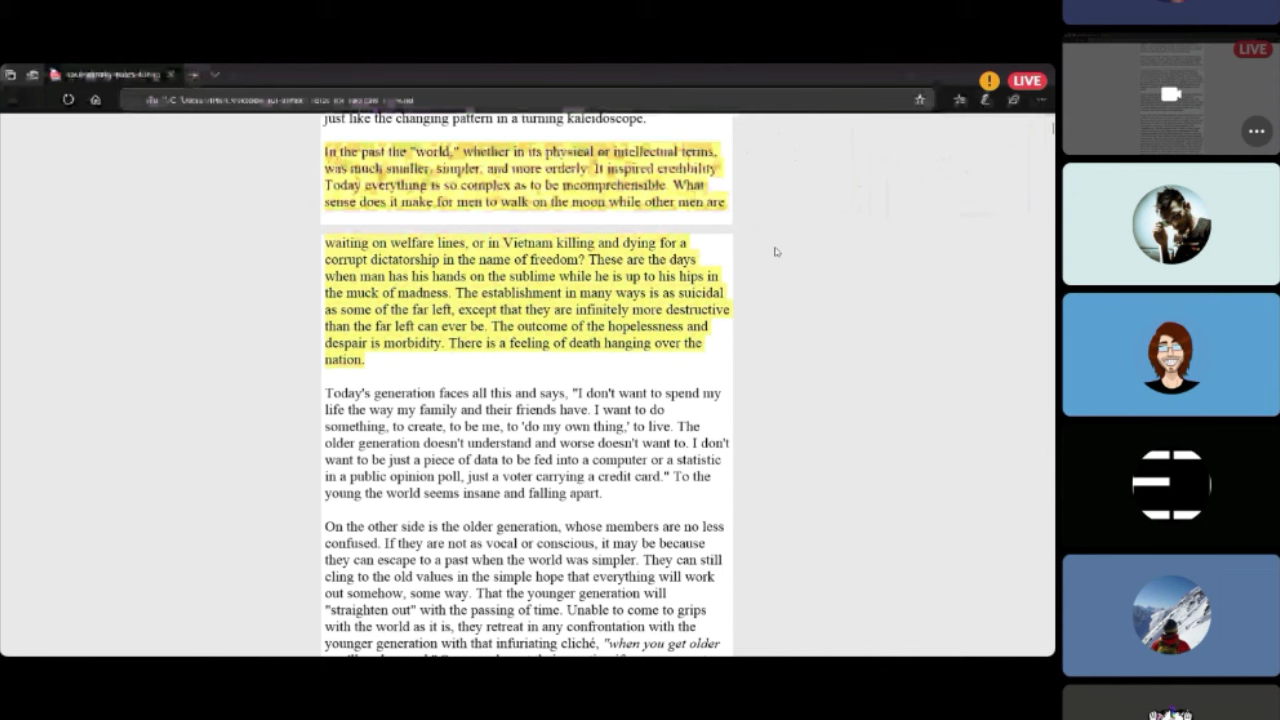 LIVE
LIVE
just like the changing pattern in a turning kaleidoscope.
In the past the "world," whether in its physical or intellectual terms,
was much smaller, simpler, and more orderly. It inspired credibility
Today everything is so complex as to be incomprehensible. What
sense does it make for men to walk on the moon while other men are
waiting on welfare lines, or in Vietnam killing and dying for a
corrupt dictatorship in the name of freedom? These are the days
when man has his hands on the sublime while he is up to his hips in
the muck of madness. The establishment in many ways is as suicidal
as some of the far left, except that they are infinitely more destructive
than the far left can ever be. The outcome of the hopelessness and
despair is morbidity. There is a feeling of death hanging over the
nation.
Today's generation faces all this and says, "I don't want to spend my
life the way my family and their friends have. I want to do
something, to create, to be me, to 'do my own thing,' to live. The
older generation doesn't understand and worse doesn't want to. I don't
want to be just a piece of data to be fed into a computer or a statistic
in a public opinion poll, just a voter carrying a credit card." To the
young the world seems insane and falling apart.
On the other side is the older generation, whose members are no less
confused. If they are not as vocal or conscious, it may be because
they can escape to a past when the world was simpler. They can still
cling to the old values in the simple hope that everything will work
out somehow, some way. That the younger generation will
"straighten out" with the passing of time. Unable to come to grips
with the world as it is, they retreat in any confrontation with the
younger generation with that infuriating cliché, "when you get older